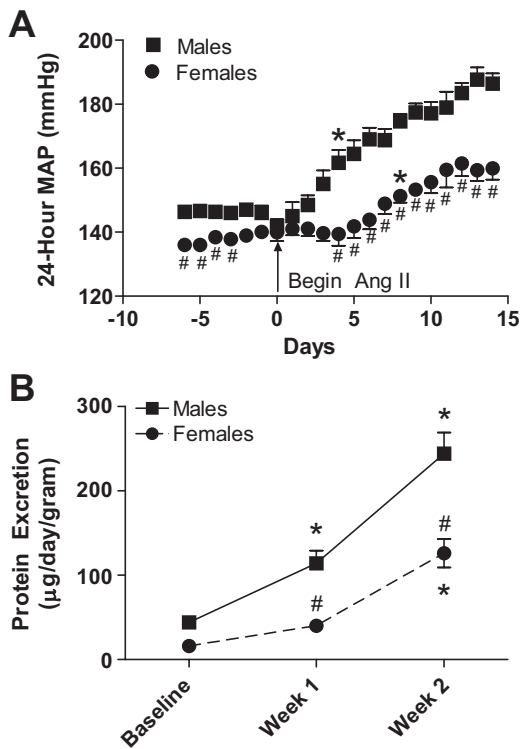 A
24-Hour MAP (mmHg)
200
180
160
140
120
Males
Females
*
*
# # # # # # # # # # # # # # #
Begin Ang II
-10 -5 0 5 10 15
Days
B
Protein Excretion
(μg/day/gram)
300
200
100
0
Males
Females
*
*
#
#
*
Baseline Week 1 Week 2